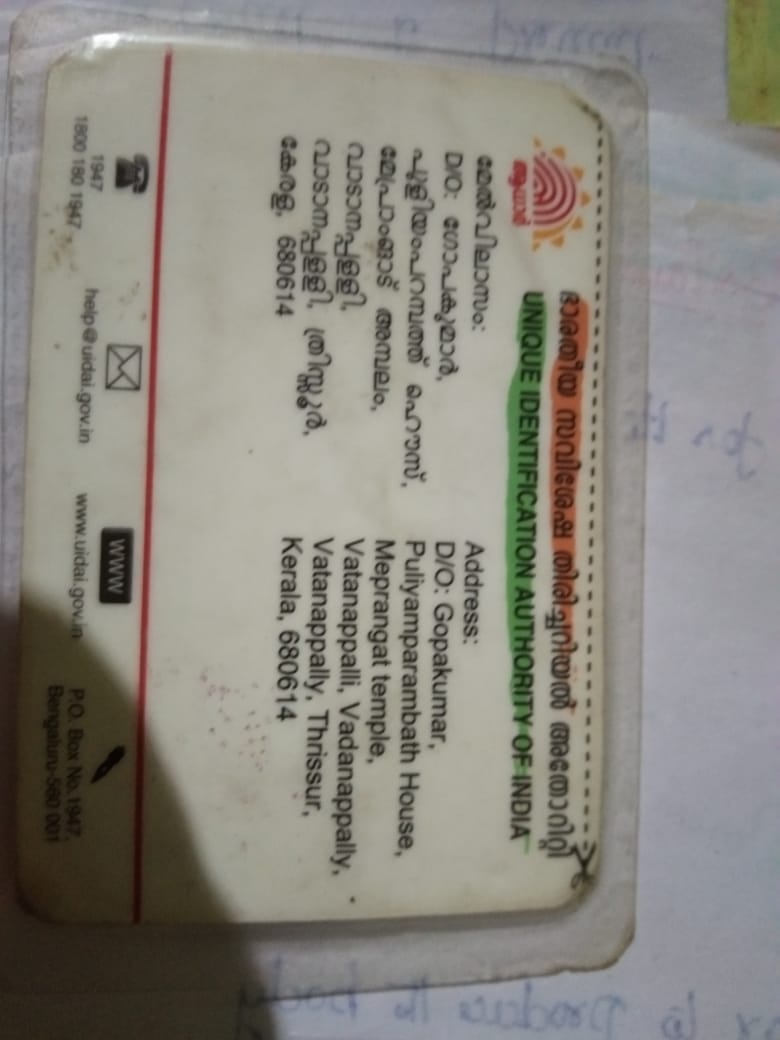 ഭാരതീയ സവിശേഷ തിരിച്ചറിയൽ അതോറിറ്റി
UNIQUE IDENTIFICATION AUTHORITY OF INDIA
ആധാർ
മേൽവിലാസം:
D/O: ഗോപകുമാർ,
പുളിയംപറമ്പത്ത് ഹൌസ്,
മേപ്രാംങ്ങാട് അമ്പലം,
വാടാനപ്പള്ളി,
വാടാനപ്പള്ളി, ത്രിസ്സൂർ,
കേരള, 680614
Address:
D/O: Gopakumar,
Puliyamparambath House,
Meprangat temple,
Vatanappalli, Vadanappally,
Vatanappally, Thrissur,
Kerala, 680614
1947
1800 180 1947
help@uidai.gov.in
WWW
www.uidai.gov.in
P.O. Box No.1947,
Bengaluru-560 001